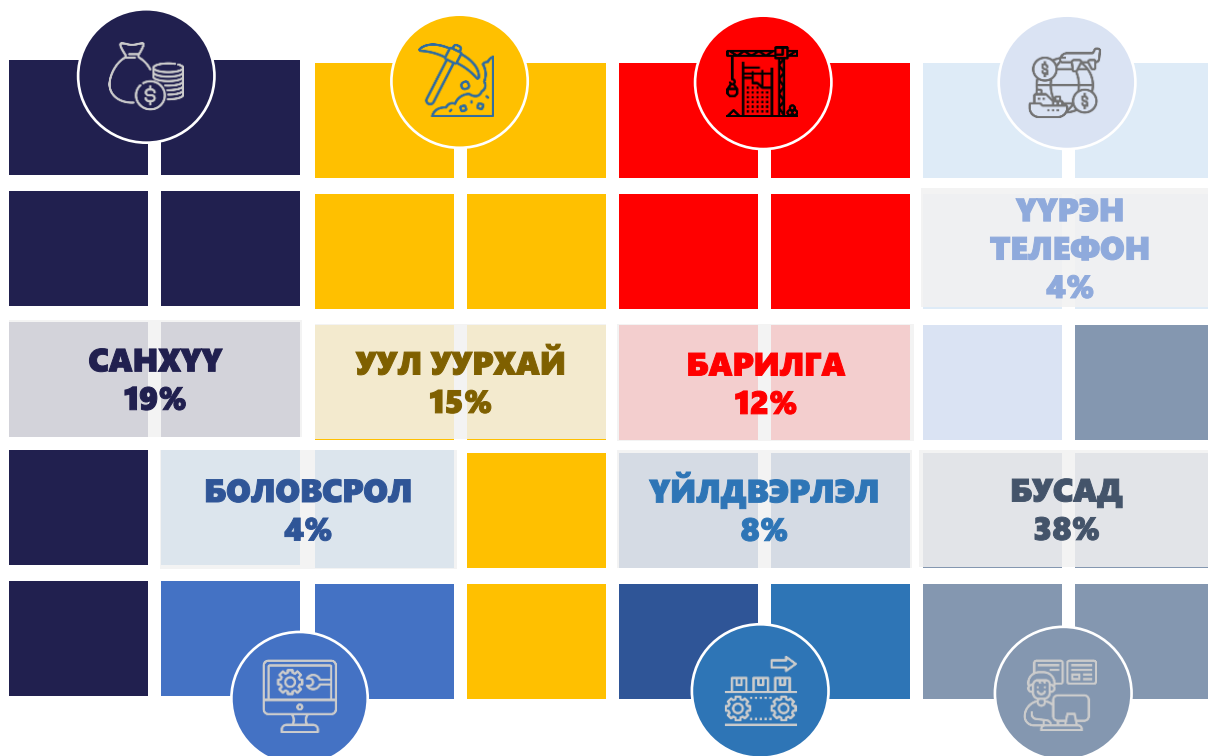 ҮҮРЭН
ТЕЛЕФОН
4%
САНХҮҮ
19%
УУЛ УУРХАЙ
15%
БАРИЛГА
12%
БОЛОВСРОЛ
4%
ҮЙЛДВЭРЛЭЛ
8%
БУСАД
38%